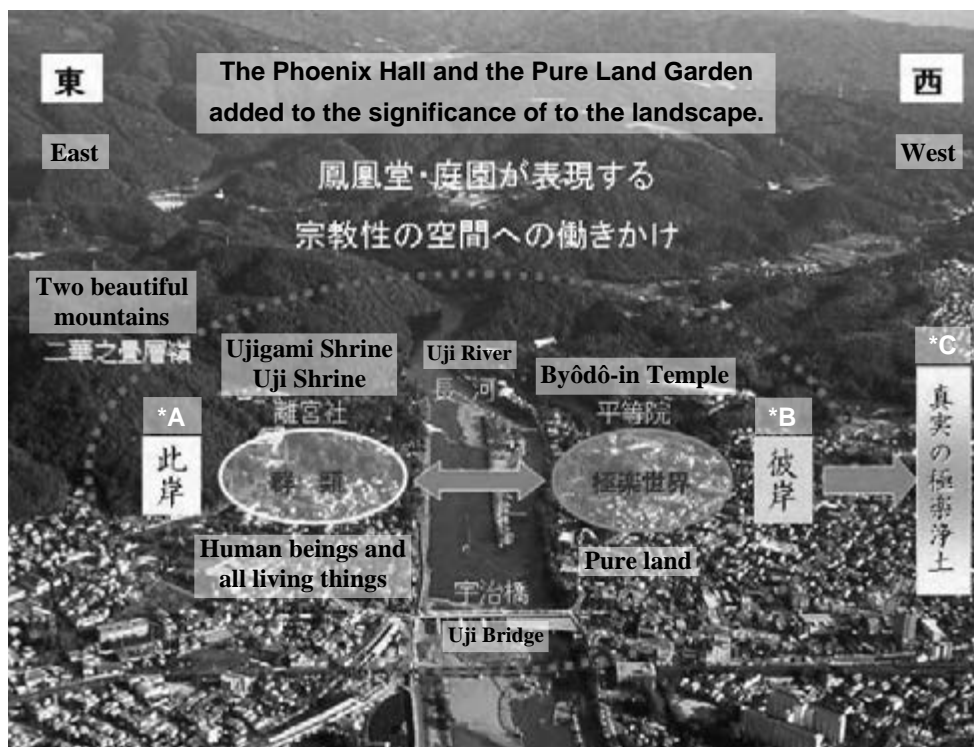 東
The Phoenix Hall and the Pure Land Garden
added to the significance of to the landscape.
西
East
West
鳳凰堂・庭園が表現する
宗教性の空間への働きかけ
Two beautiful
mountains
二華之畳層嶺
Ujigami Shrine
Uji Shrine
離宮社
Uji River
長河
Byôdô-in Temple
平等院
*A
此岸
群類
極楽世界
*B
彼岸
*C
真実の極楽浄土
Human beings and
all living things
Pure land
宇治橋
Uji Bridge